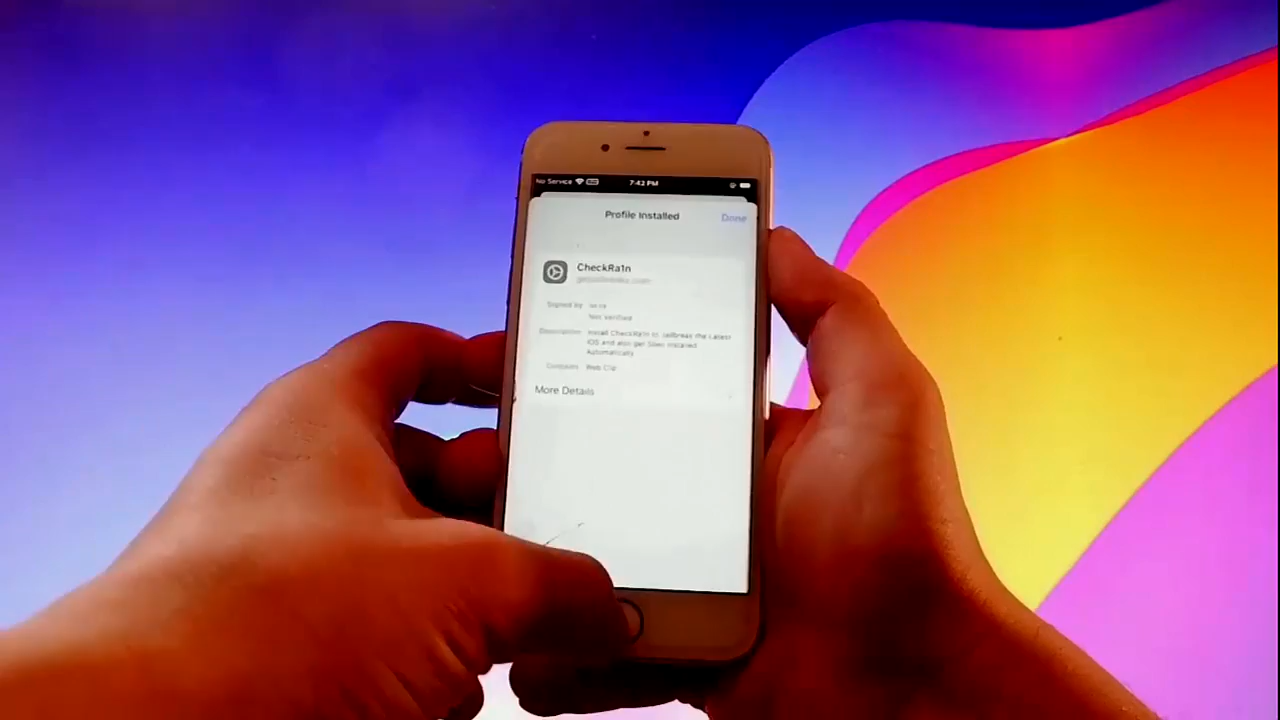 No Service 7:42 PM
Profile Installed Done
CheckRa1n
Signed by
Not Verified
Description Install CheckRa1n to Jailbreak the Latest
iOS and also get Sileo Installed
Automatically
Contains Web Clip
More Details